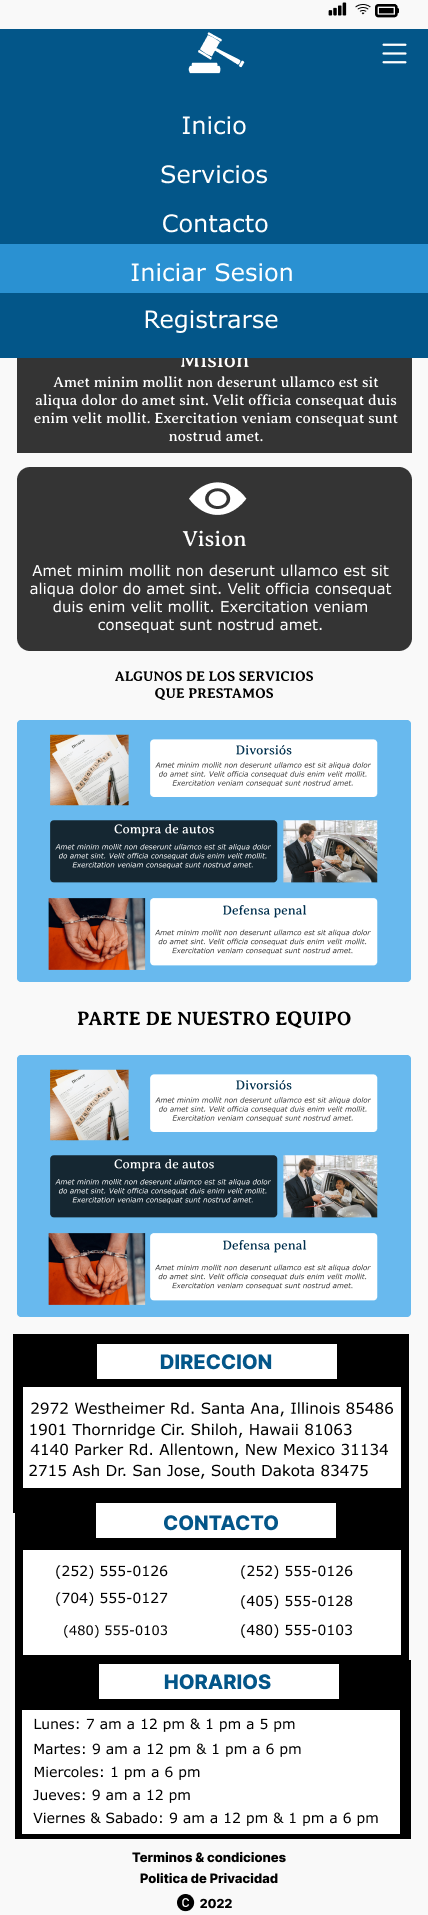 Inicio
Servicios
Contacto
Iniciar Sesion
Registrarse
Mision
Amet minim mollit non deserunt ullamco est sit
aliqua dolor do amet sint. Velit officia consequat duis
enim velit mollit. Exercitation veniam consequat sunt
nostrud amet.
Vision
Amet minim mollit non deserunt ullamco est sit
aliqua dolor do amet sint. Velit officia consequat
duis enim velit mollit. Exercitation veniam
consequat sunt nostrud amet.
ALGUNOS DE LOS SERVICIOS
QUE PRESTAMOS
Divorsiós
Amet minim mollit non deserunt ullamco est sit aliqua dolor
do amet sint. Velit officia consequat duis enim velit mollit.
Exercitation veniam consequat sunt nostrud amet.
Compra de autos
Amet minim mollit non deserunt ullamco est sit aliqua dolor
do amet sint. Velit officia consequat duis enim velit mollit.
Exercitation veniam consequat sunt nostrud amet.
Defensa penal
Amet minim mollit non deserunt ullamco est sit aliqua dolor
do amet sint. Velit officia consequat duis enim velit mollit.
Exercitation veniam consequat sunt nostrud amet.
PARTE DE NUESTRO EQUIPO
Divorsiós
Amet minim mollit non deserunt ullamco est sit aliqua dolor
do amet sint. Velit officia consequat duis enim velit mollit.
Exercitation veniam consequat sunt nostrud amet.
Compra de autos
Amet minim mollit non deserunt ullamco est sit aliqua dolor
do amet sint. Velit officia consequat duis enim velit mollit.
Exercitation veniam consequat sunt nostrud amet.
Defensa penal
Amet minim mollit non deserunt ullamco est sit aliqua dolor
do amet sint. Velit officia consequat duis enim velit mollit.
Exercitation veniam consequat sunt nostrud amet.
DIRECCION
2972 Westheimer Rd. Santa Ana, Illinois 85486
1901 Thornridge Cir. Shiloh, Hawaii 81063
4140 Parker Rd. Allentown, New Mexico 31134
2715 Ash Dr. San Jose, South Dakota 83475
CONTACTO
(252) 555-0126 (252) 555-0126
(704) 555-0127 (405) 555-0128
(480) 555-0103 (480) 555-0103
HORARIOS
Lunes: 7 am a 12 pm & 1 pm a 5 pm
Martes: 9 am a 12 pm & 1 pm a 6 pm
Miercoles: 1 pm a 6 pm
Jueves: 9 am a 12 pm
Viernes & Sabado: 9 am a 12 pm & 1 pm a 6 pm
Terminos & condiciones
Politica de Privacidad
© 2022